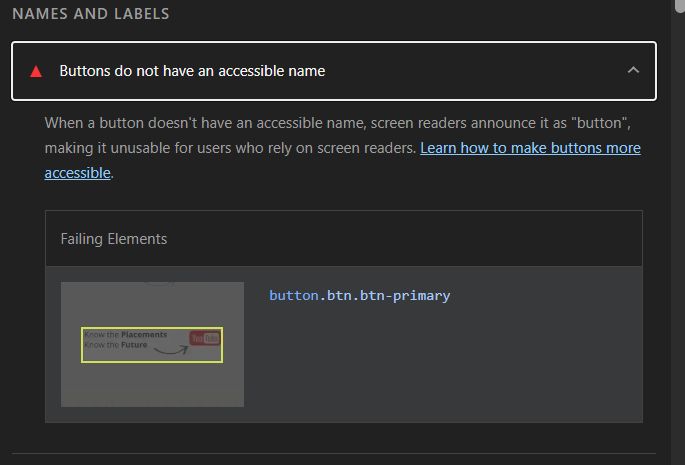 NAMES AND LABELS
Buttons do not have an accessible name
When a button doesn't have an accessible name, screen readers announce it as "button",
making it unusable for users who rely on screen readers. Learn how to make buttons more
accessible.
Failing Elements
button.btn.btn-primary
Know the Placements
Know the Future
YouTube